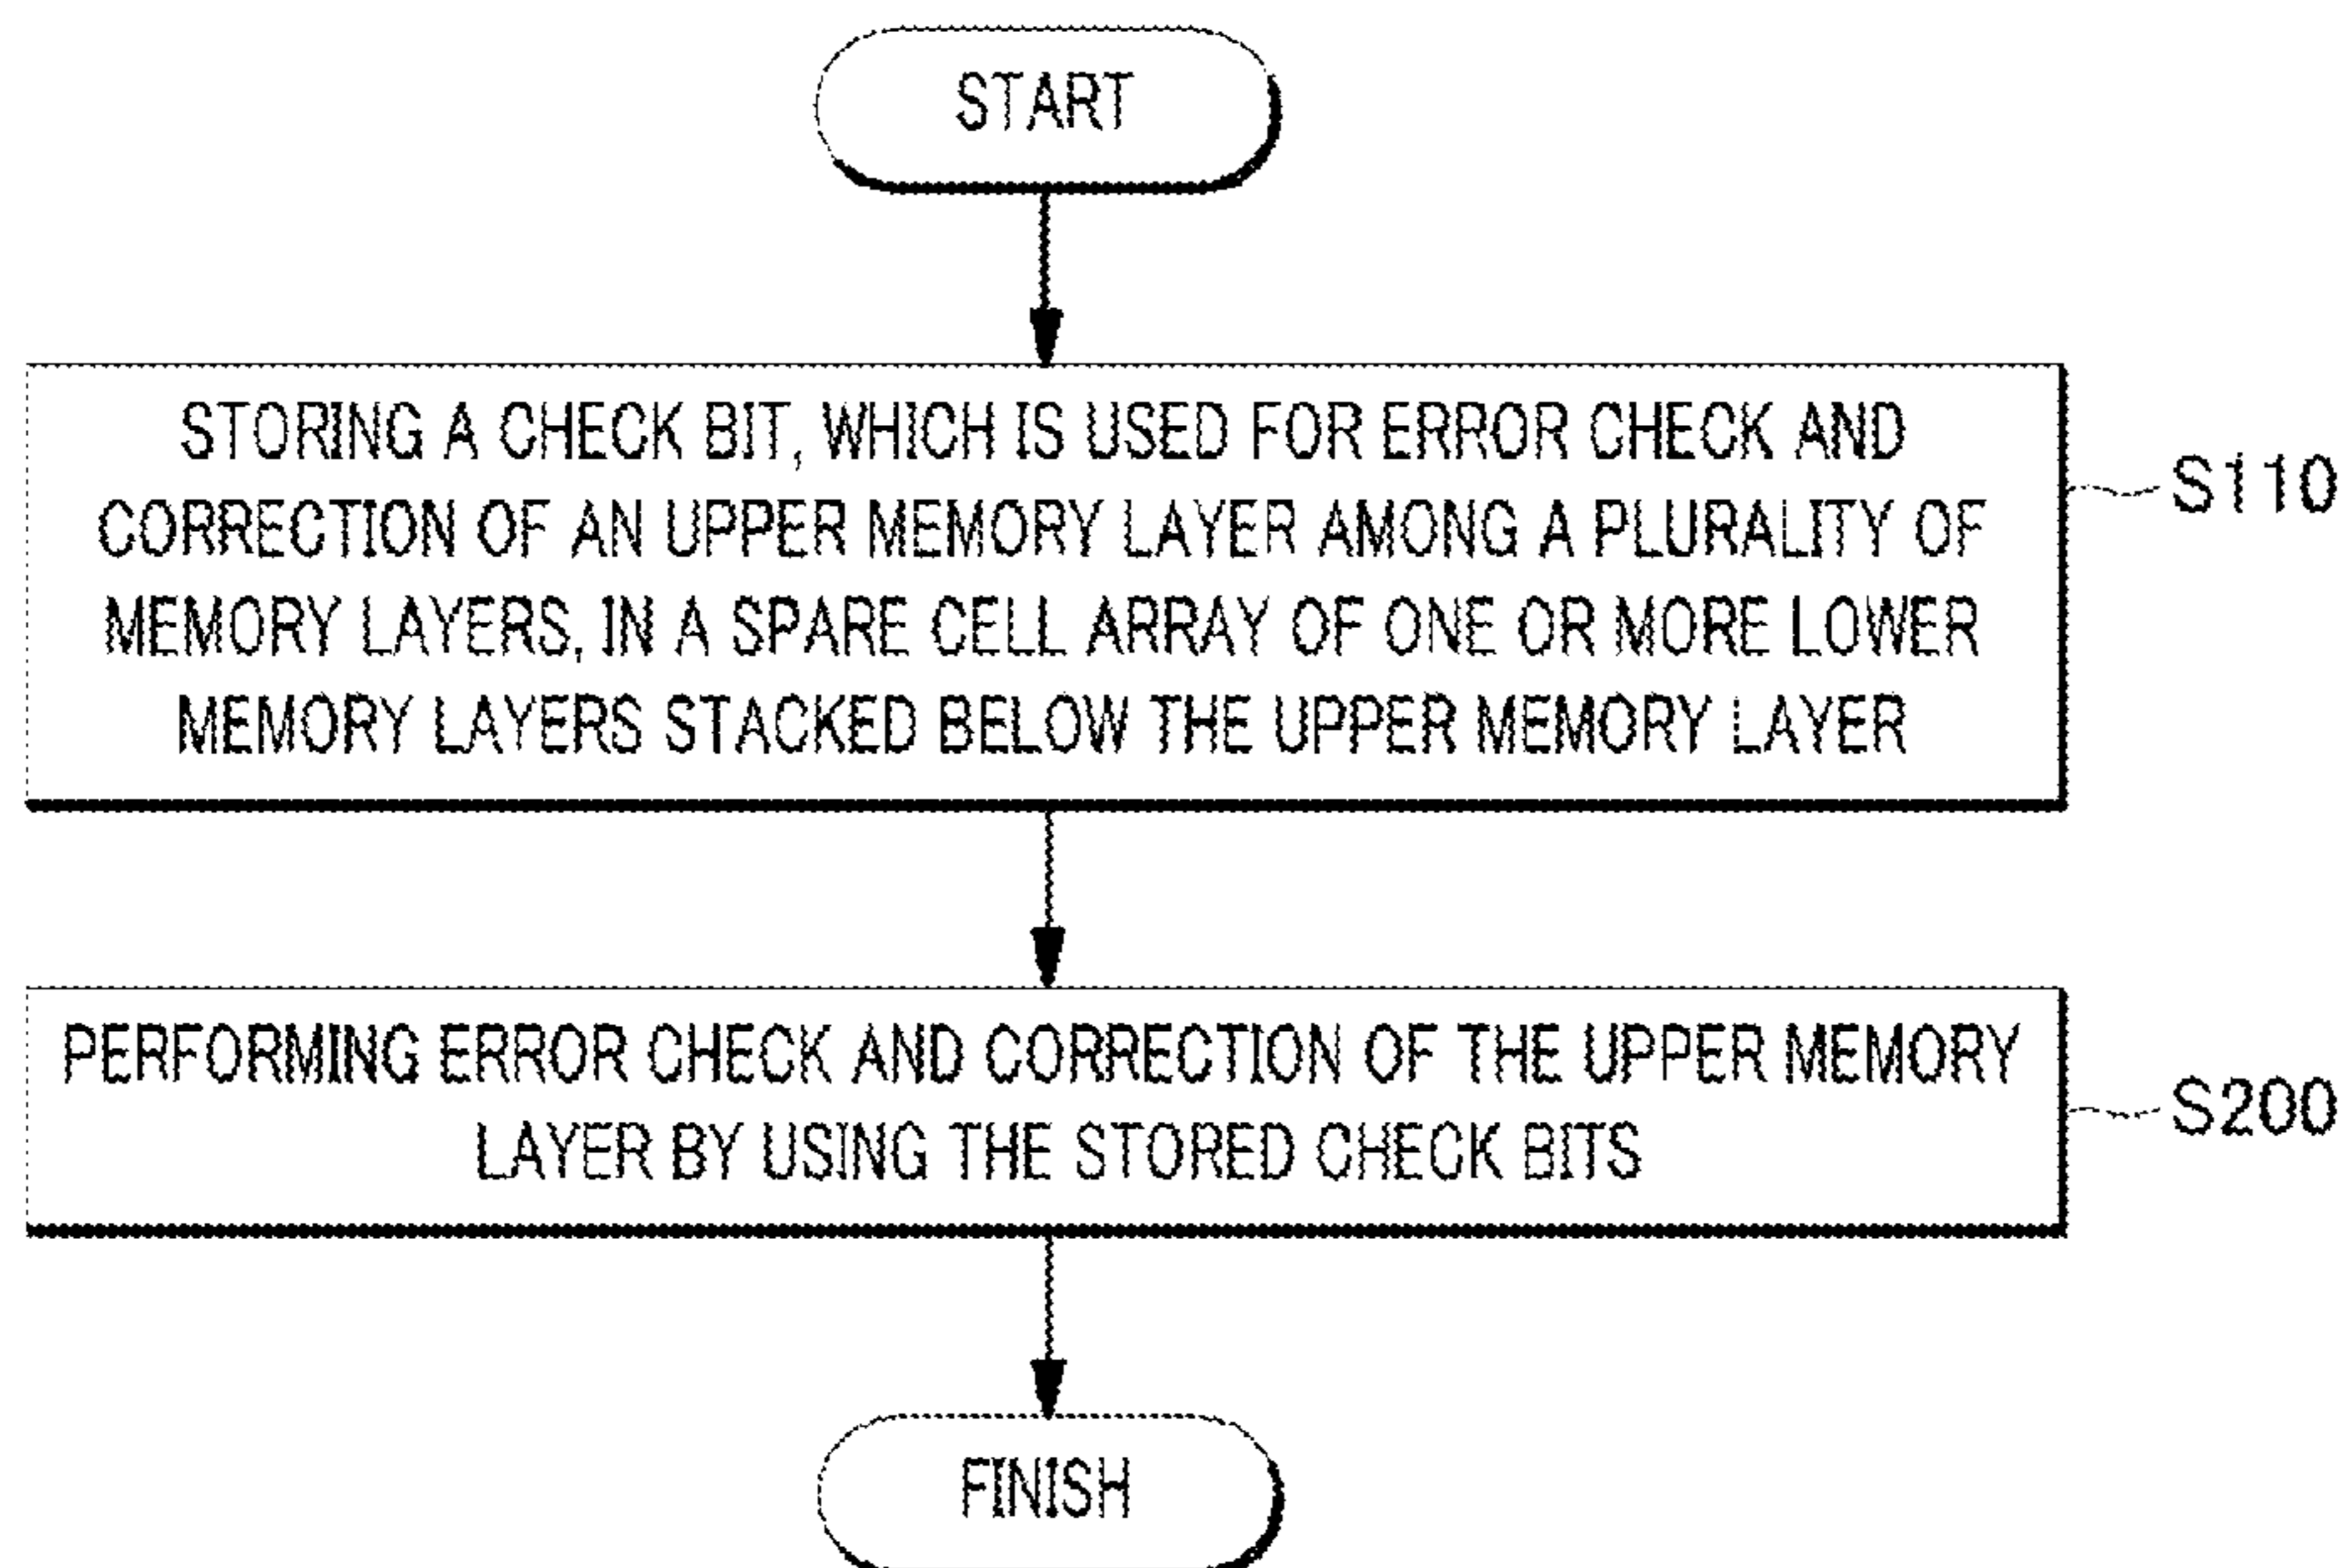 START
STORING A CHECK BIT, WHICH IS USED FOR ERROR CHECK AND
CORRECTION OF AN UPPER MEMORY LAYER AMONG A PLURALITY OF
MEMORY LAYERS, IN A SPARE CELL ARRAY OF ONE OR MORE LOWER
MEMORY LAYERS STACKED BELOW THE UPPER MEMORY LAYER
S110
PERFORMING ERROR CHECK AND CORRECTION OF THE UPPER MEMORY
LAYER BY USING THE STORED CHECK BITS
S200
FINISH